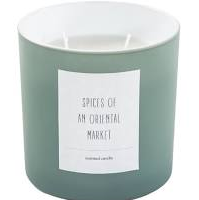 SPICES OF
AN ORIENTAL
MARKET
scented candle